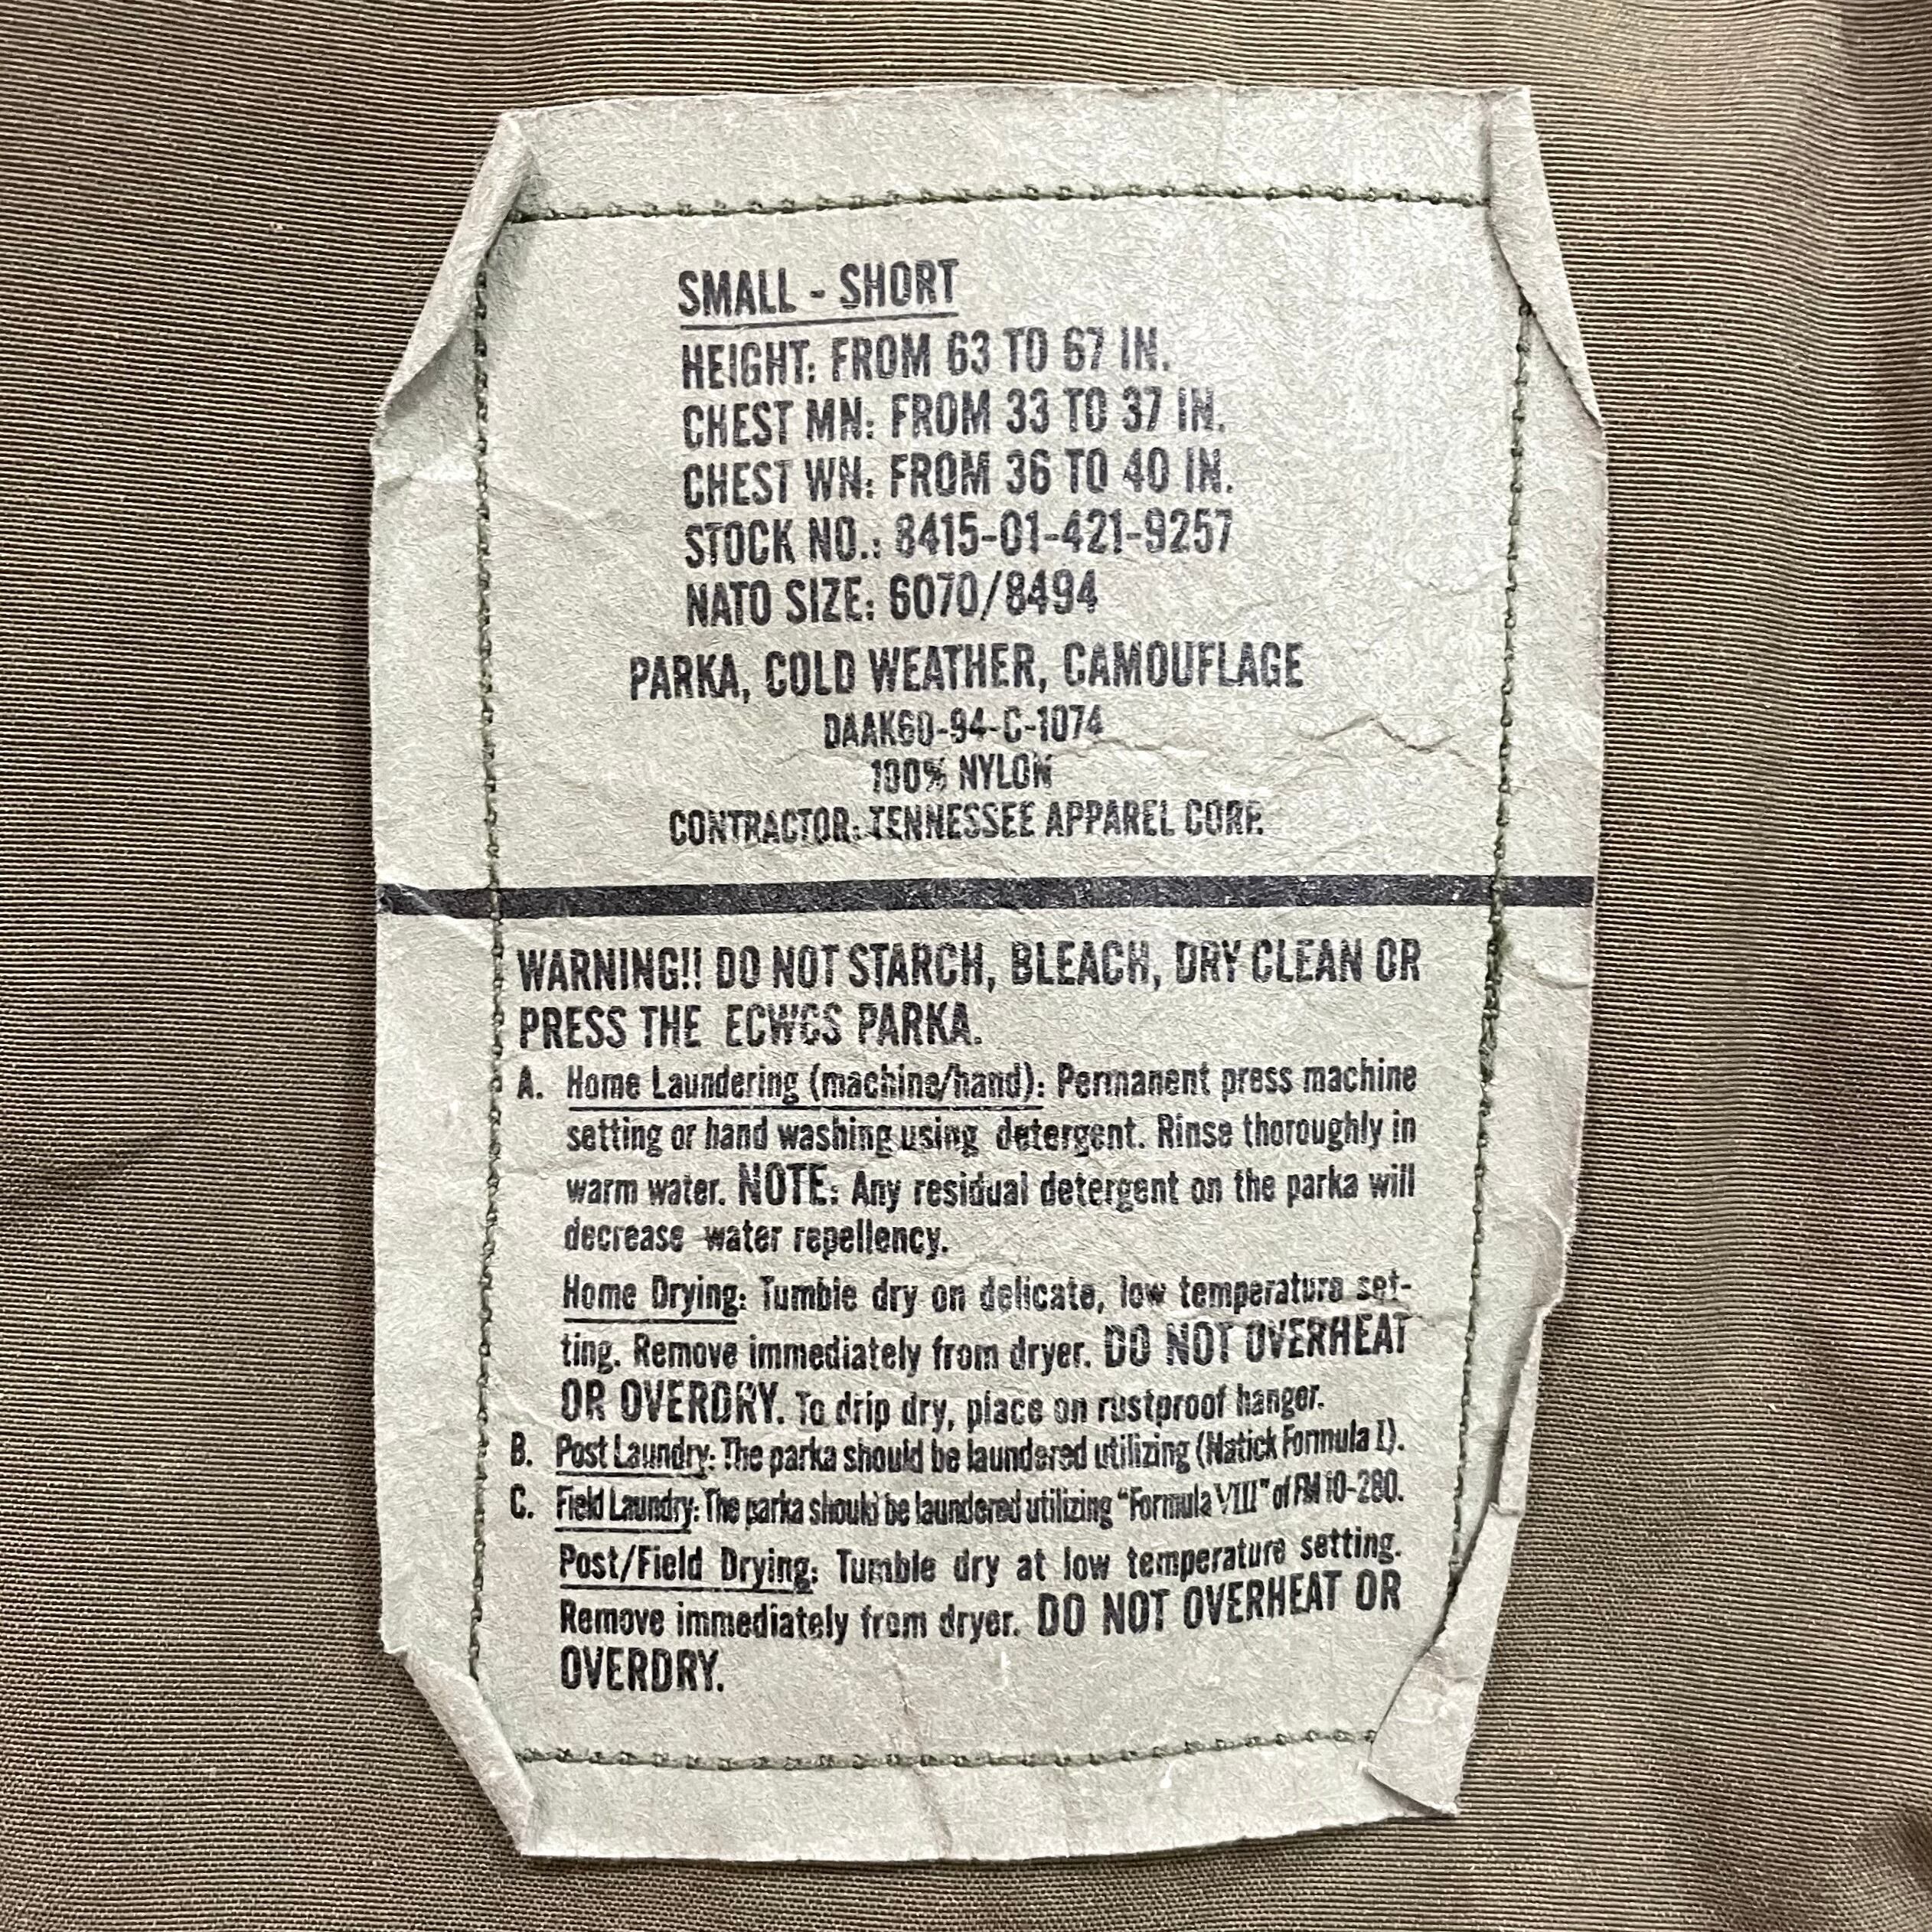 SMALL - SHORT
HEIGHT: FROM 63 TO 67 IN.
CHEST MN: FROM 33 TO 37 IN.
CHEST WN: FROM 36 TO 40 IN.
STOCK NO.: 8415-01-421-9257
NATO SIZE: 6070/8494
PARKA, COLD WEATHER, CAMOUFLAGE
DAAK60-94-C-1074
100% NYLON
CONTRACTOR: TENNESSEE APPAREL CORP.
WARNING!! DO NOT STARCH, BLEACH, DRY CLEAN OR
PRESS THE ECWCS PARKA.
A. Home Laundering (machine/hand): Permanent press machine
setting or hand washing using detergent. Rinse thoroughly in
warm water. NOTE: Any residual detergent on the parka will
decrease water repellency.
Home Drying: Tumble dry on delicate, low temperature set-
ting. Remove immediately from dryer. DO NOT OVERHEAT
OR OVERDRY. To drip dry, place on rustproof hanger.
B. Post Laundry: The parka should be laundered utilizing (Natick Formula I).
C. Field Laundry: The parka should be laundered utilizing "Formula VIII" of FM 10-280.
Post/Field Drying: Tumble dry at low temperature setting.
Remove immediately from dryer. DO NOT OVERHEAT OR
OVERDRY.